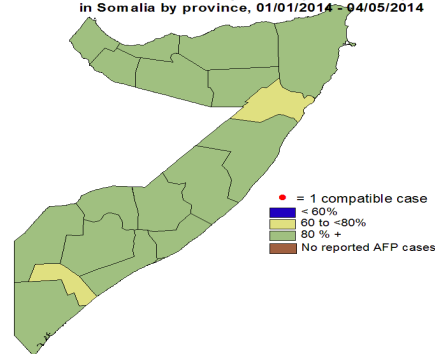 in Somalia by province, 01/01/2014 - 04/05/2014
= 1 compatible case
< 60%
60 to <80%
80 % +
No reported AFP cases